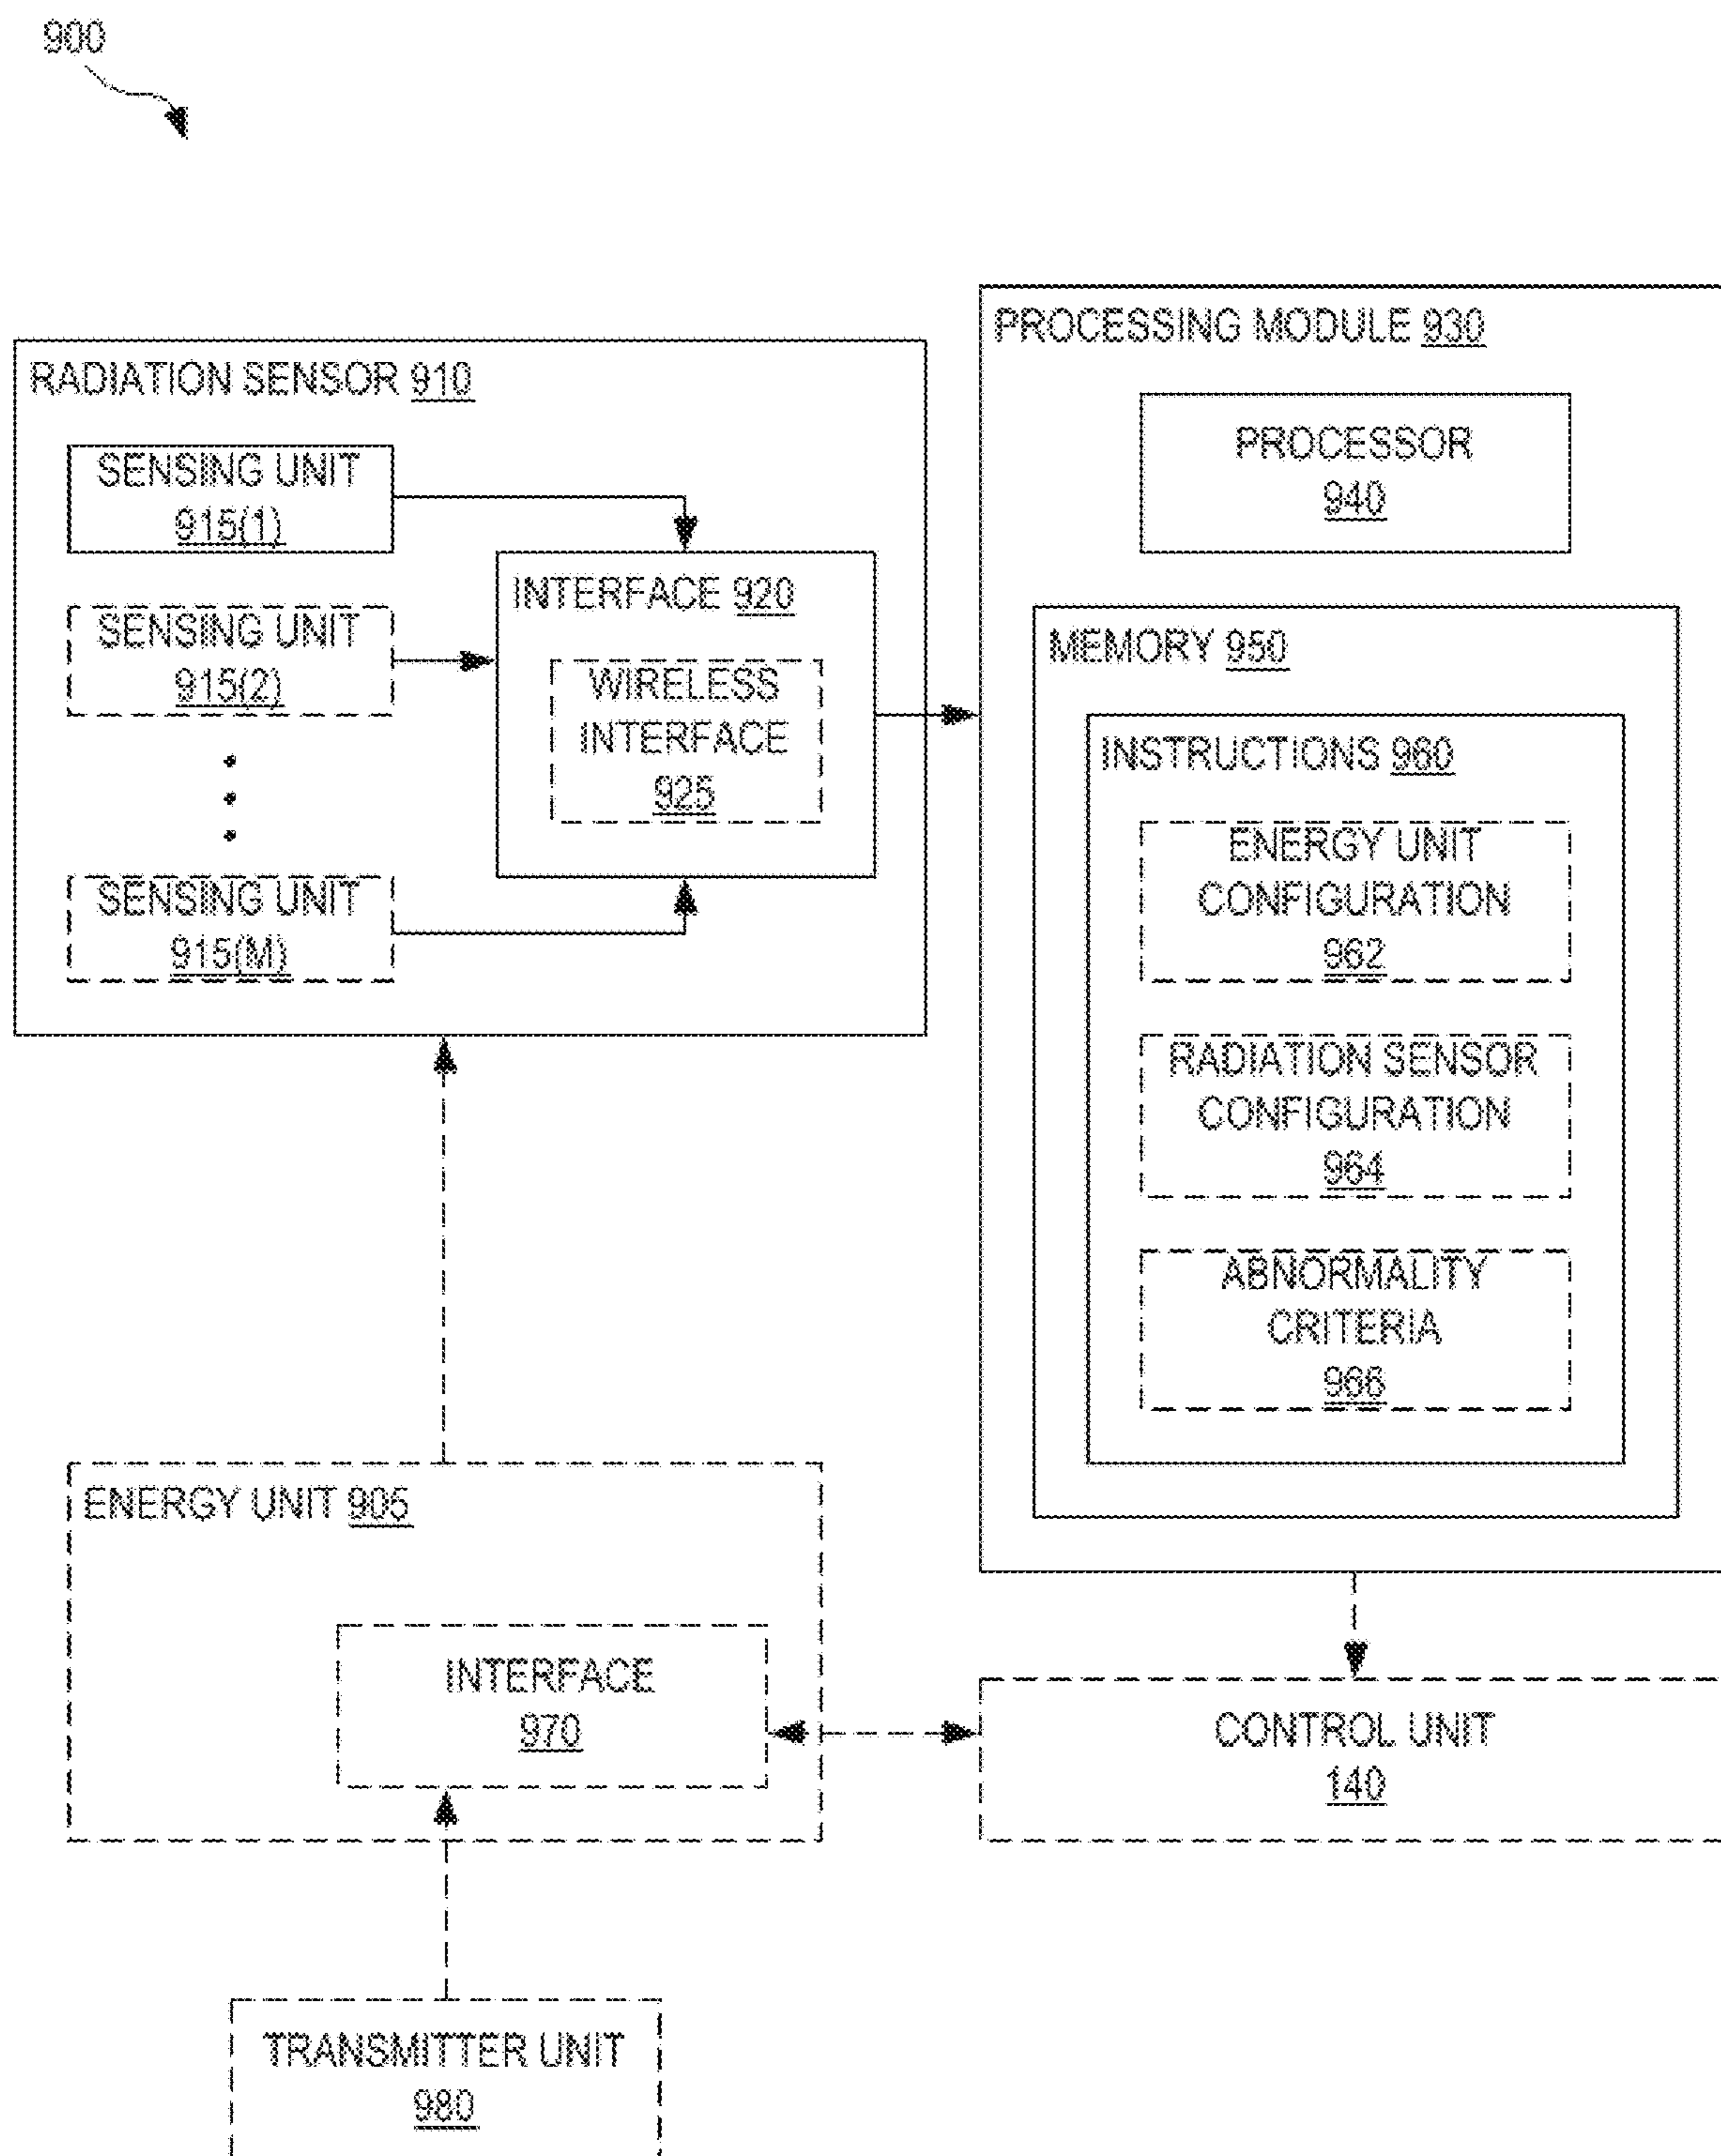 900
RADIATION SENSOR 910
SENSING UNIT
915(1)
SENSING UNIT
915(2)
SENSING UNIT
915(M)
INTERFACE 920
WIRELESS
INTERFACE
925
PROCESSING MODULE 930
PROCESSOR
940
MEMORY 950
INSTRUCTIONS 960
ENERGY UNIT
CONFIGURATION
962
RADIATION SENSOR
CONFIGURATION
964
ABNORMALITY
CRITERIA
966
ENERGY UNIT 905
INTERFACE
970
CONTROL UNIT
140
TRANSMITTER UNIT
980